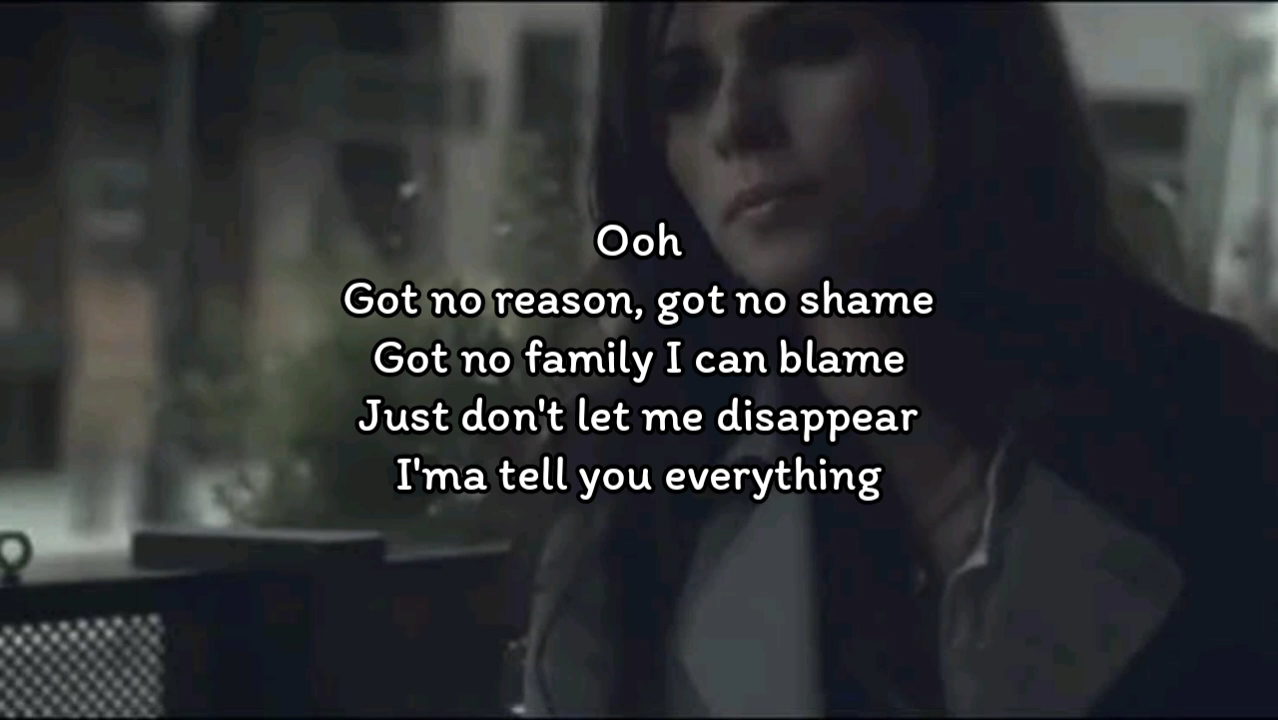 Ooh
Got no reason, got no shame
Got no family I can blame
Just don't let me disappear
I'ma tell you everything